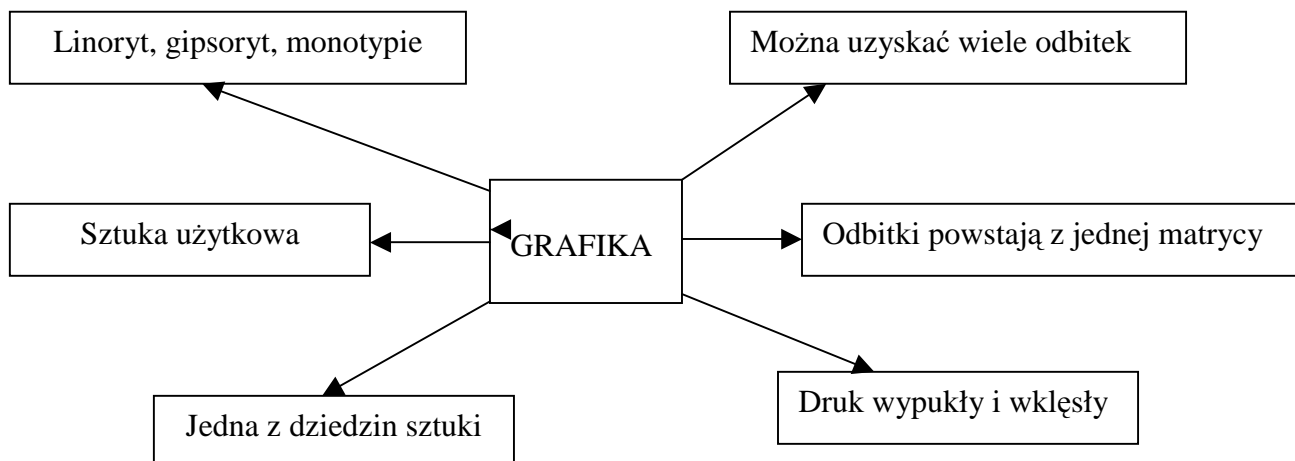 Linoryt, gipsoryt, monotypie
Można uzyskać wiele odbitek
Sztuka użytkowa
GRAFIKA
Odbitki powstają z jednej matrycy
Jedna z dziedzin sztuki
Druk wypukły i wklęsły